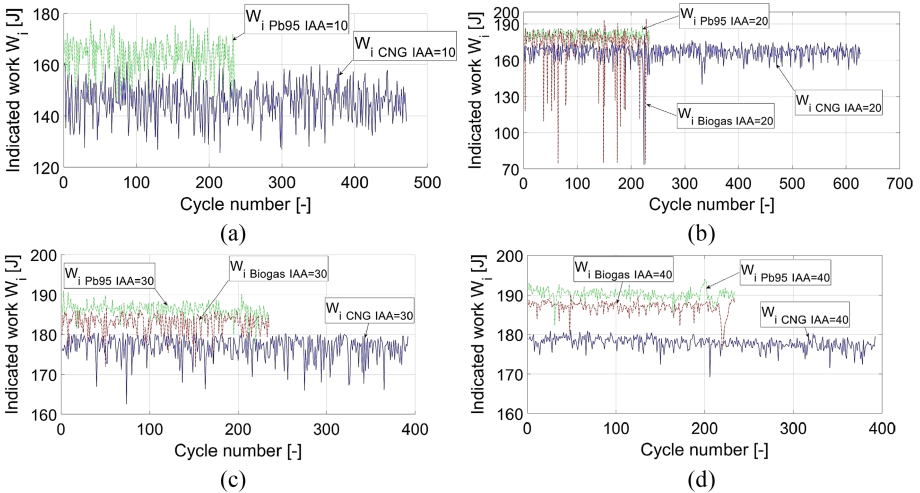 Indicated work Wi [J]
180
160
140
120
Wi Pb95 IAA=10
Wi CNG IAA=10
0 100 200 300 400 500
Cycle number [-]
(a)
Indicated work Wi [J]
200
190
160
130
100
70
Wi Pb95 IAA=20
Wi CNG IAA=20
Wi Biogas IAA=20
0 100 200 300 400 500 600 700
Cycle number [-]
(b)
Indicated work Wi [J]
200
190
180
170
160
Wi Pb95 IAA=30
Wi Biogas IAA=30
Wi CNG IAA=30
0 100 200 300 400
Cycle number [-]
(c)
Indicated work Wi [J]
200
190
180
170
160
Wi Biogas IAA=40
Wi Pb95 IAA=40
Wi CNG IAA=40
0 100 200 300 400
Cycle number [-]
(d)